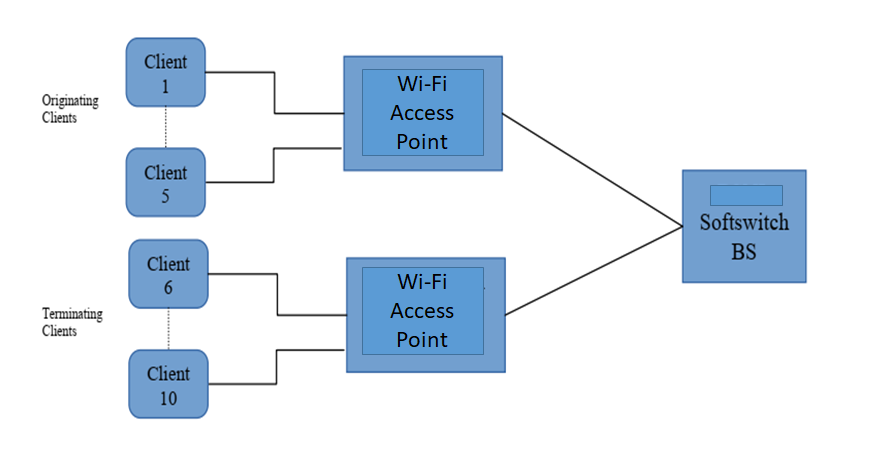 Originating
Clients
Client
1
Client
5
Wi-Fi
Access
Point
Softswitch
BS
Terminating
Clients
Client
6
Client
10
Wi-Fi
Access
Point